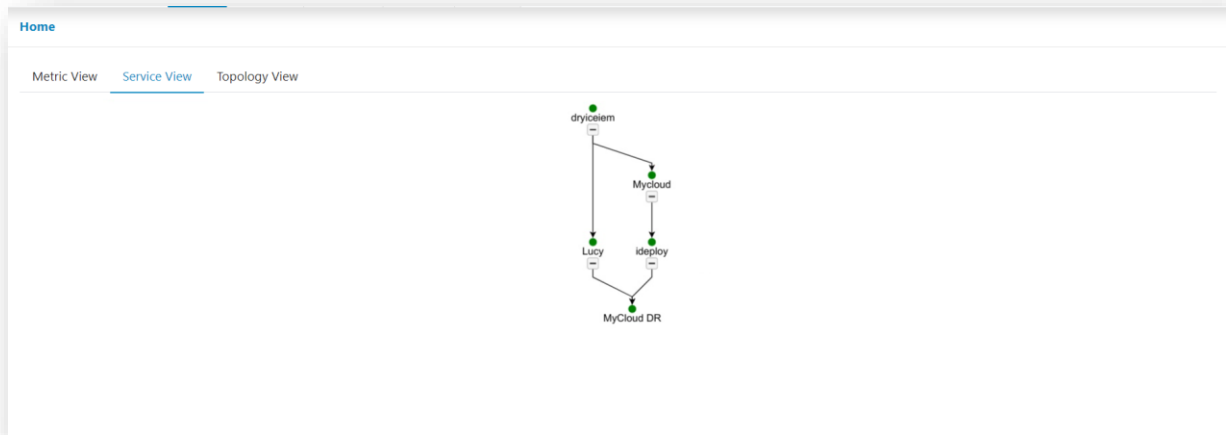 Home
Metric View Service View Topology View
dryiceiem
Mycloud
Lucy ideploy
MyCloud DR